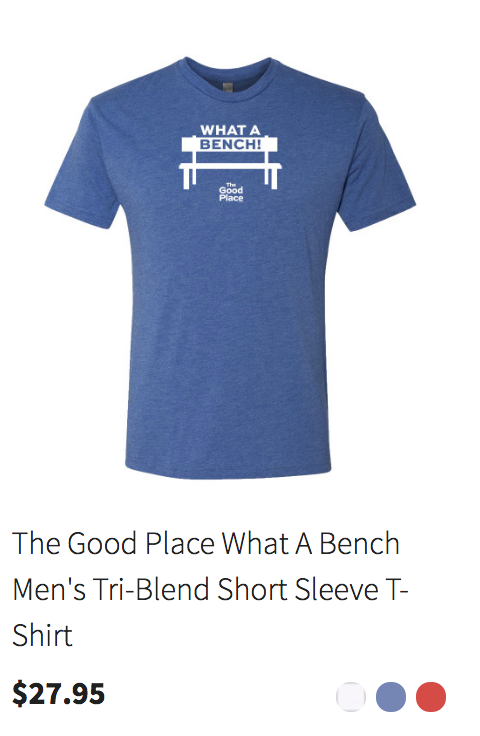 WHAT A
BENCH!
The
Good
Place
The Good Place What A Bench
Men's Tri-Blend Short Sleeve T-
Shirt
$27.95